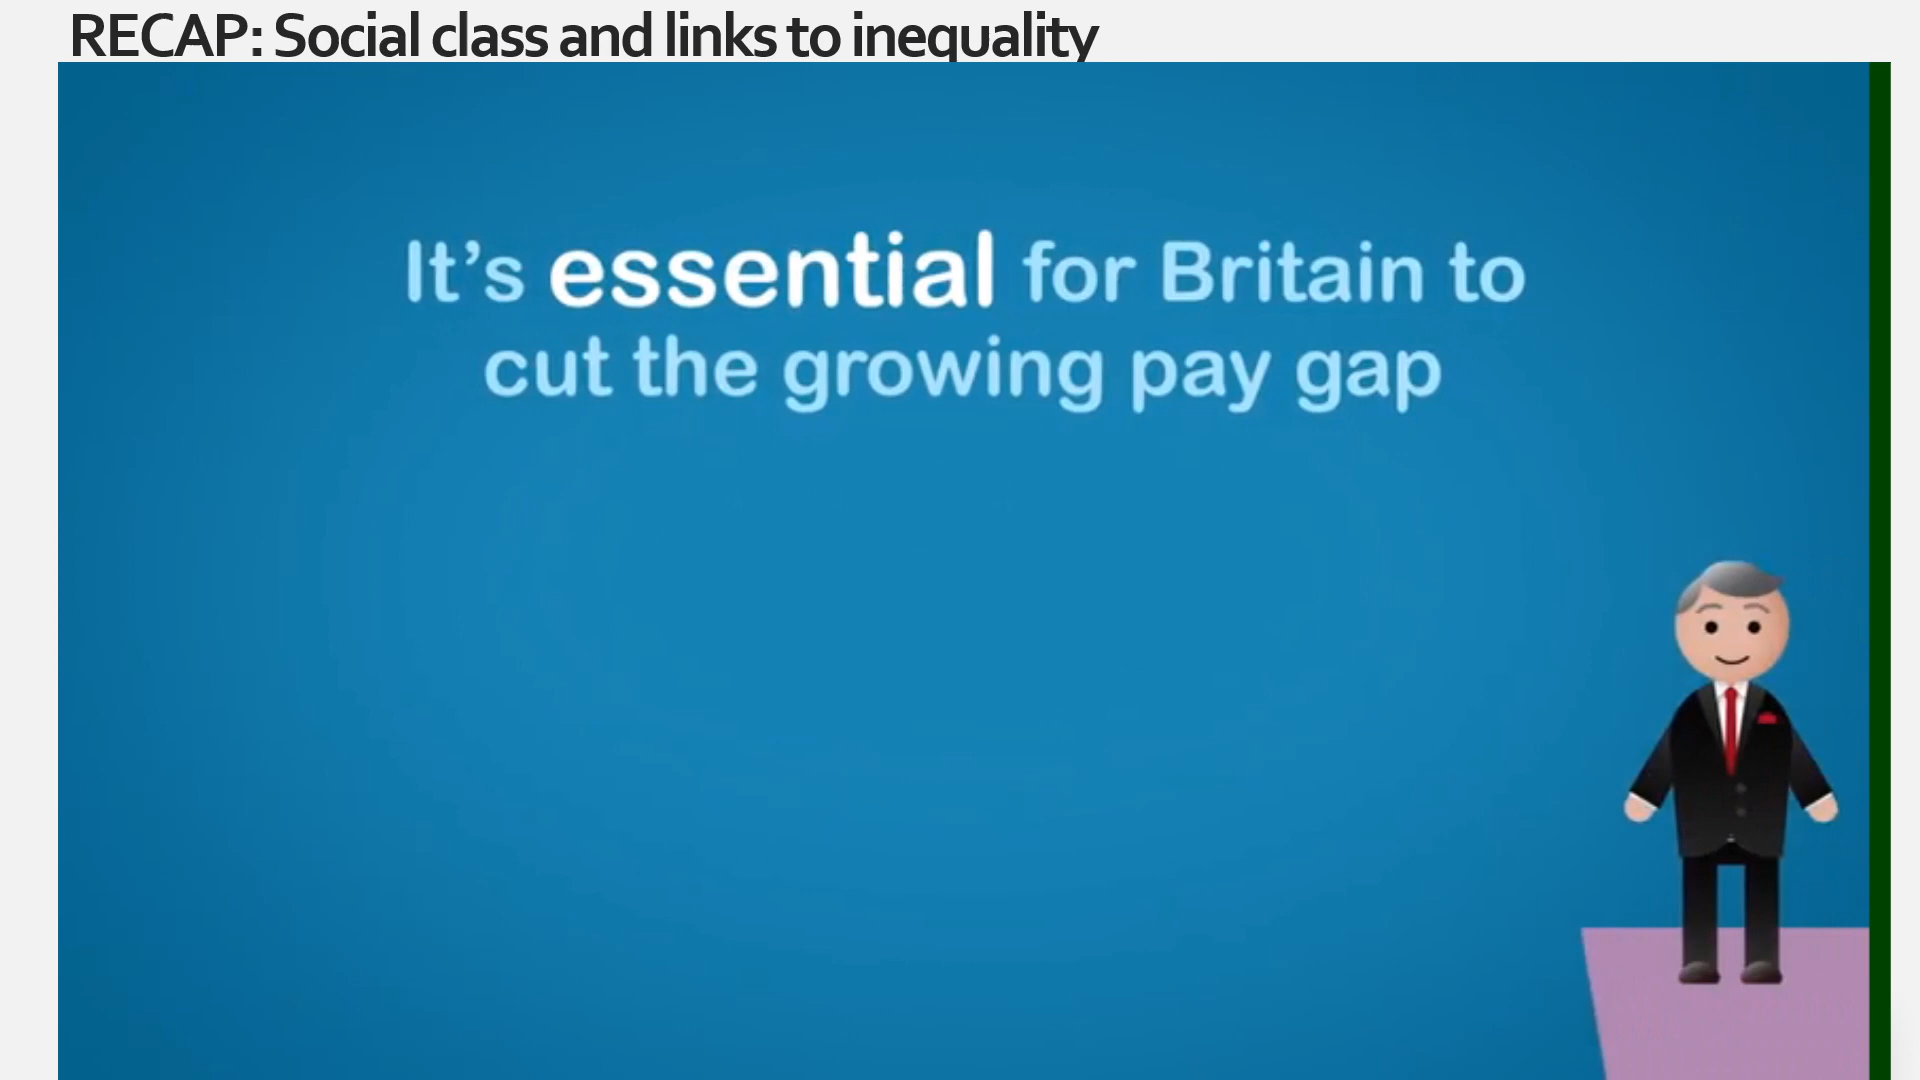 RECAP: Social class and links to inequality
It’s essential for Britain to
cut the growing pay gap